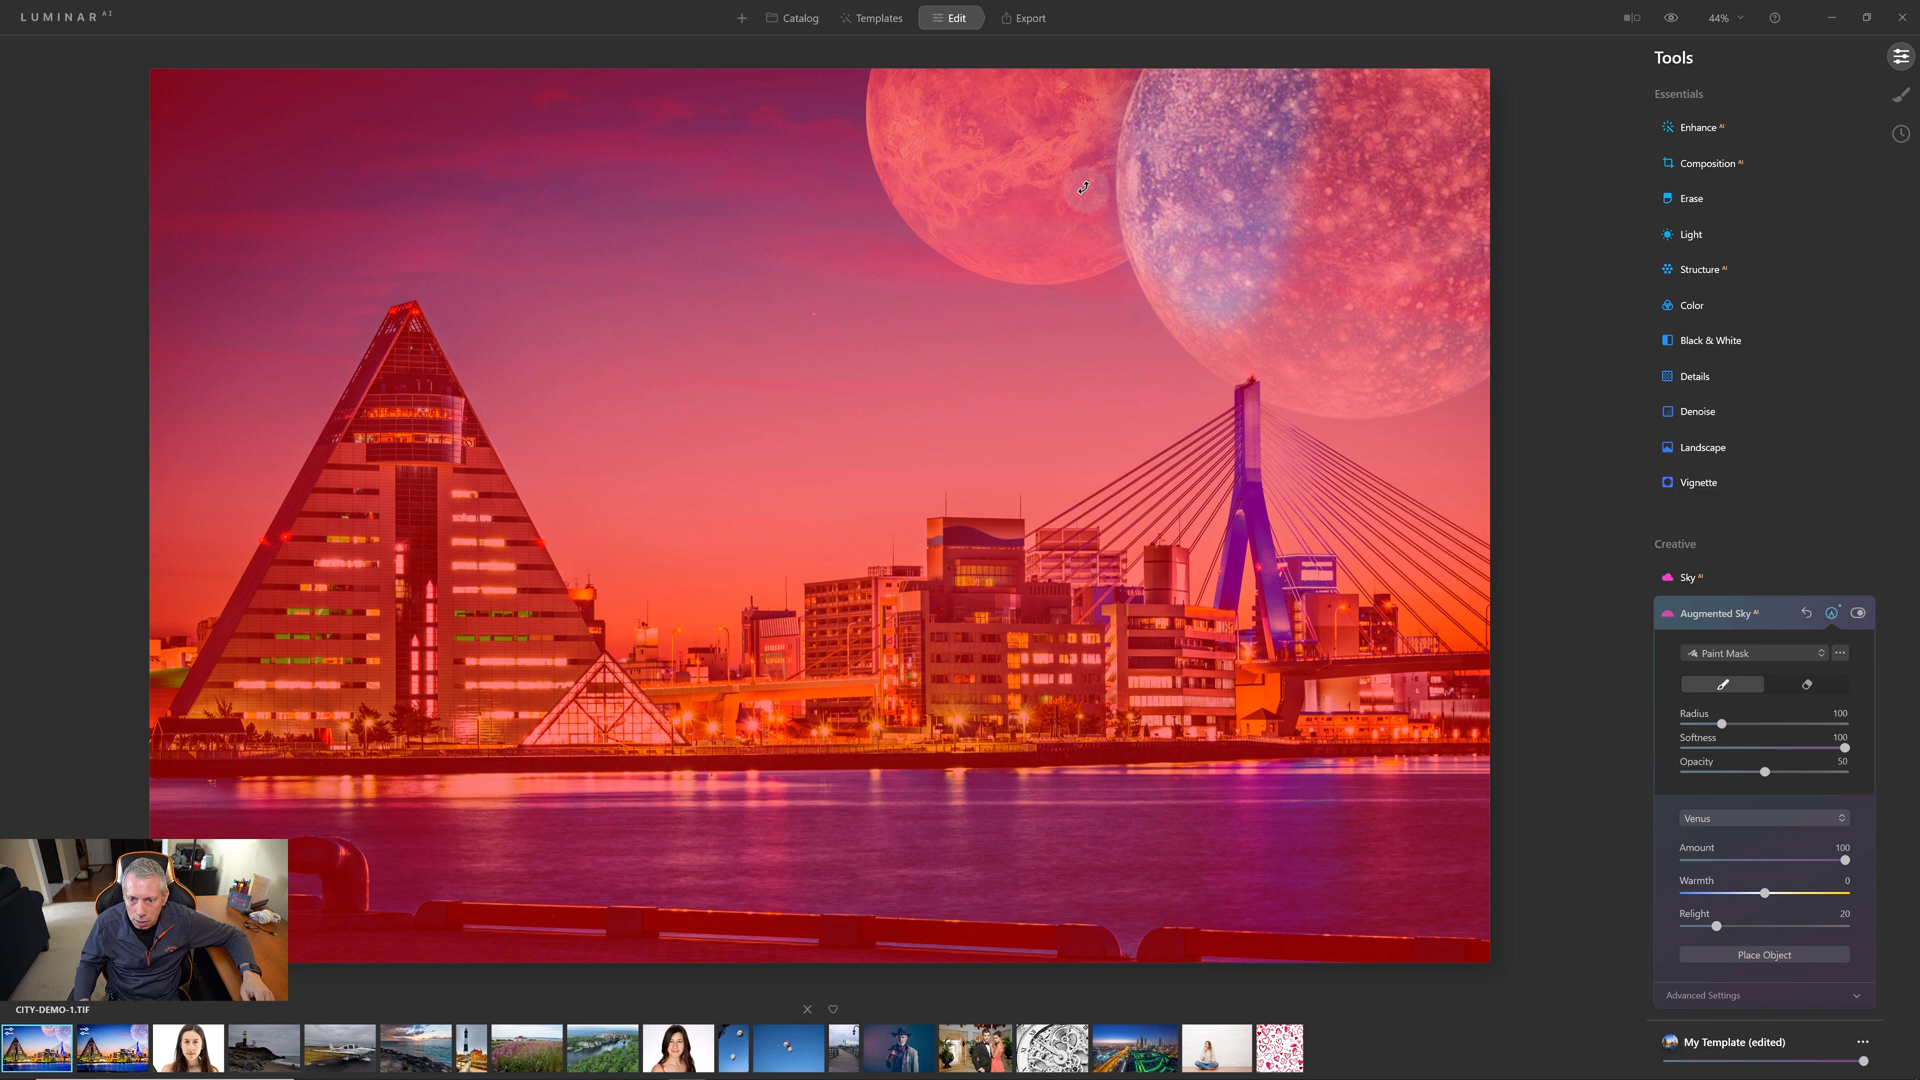 LUMINAR AI
Catalog
Templates
Edit
Export
44%
Tools
Essentials
Enhance AI
Composition AI
Erase
Light
Structure AI
Color
Black & White
Details
Denoise
Landscape
Vignette
Creative
Sky AI
Augmented Sky AI
Paint Mask
Radius 100
Softness 100
Opacity 50
Venus
Amount 100
Warmth 0
Relight 20
Place Object
Advanced Settings
CITY-DEMO-1.TIF
My Template (edited)